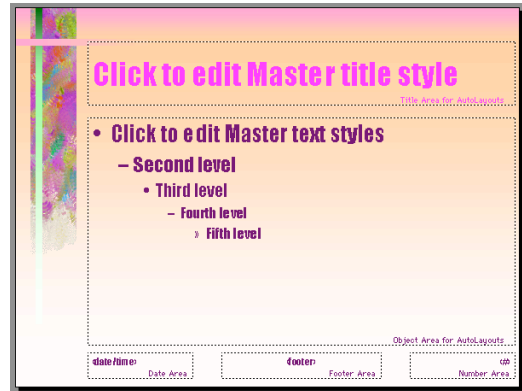 Click to edit Master title style
Title Area for AutoLayouts
• Click to edit Master text styles
– Second level
• Third level
– Fourth level
» Fifth level
Object Area for AutoLayouts
<date/time>
Date Area
<footer>
Footer Area
<#>
Number Area